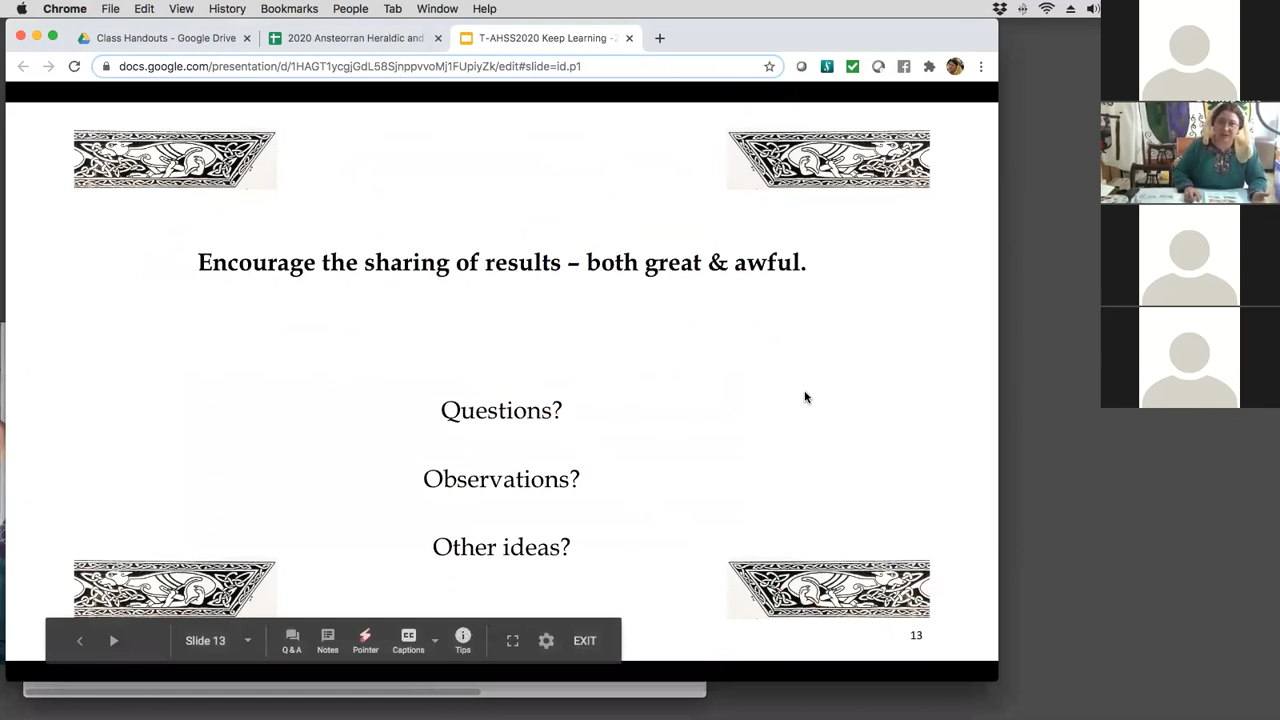 Chrome File Edit View History Bookmarks People Tab Window Help
Class Handouts - Google Drive
2020 Ansteorran Heraldic and
T-AHSS2020 Keep Learning -
docs.google.com/presentation/d/1HAGT1ycgjGdL58SjnppvvoMj1FUpiyZk/edit#slide=id.p1
Encourage the sharing of results – both great & awful.
Questions?
Observations?
Other ideas?
13
Slide 13
Q & A Notes Pointer Captions Tips
EXIT